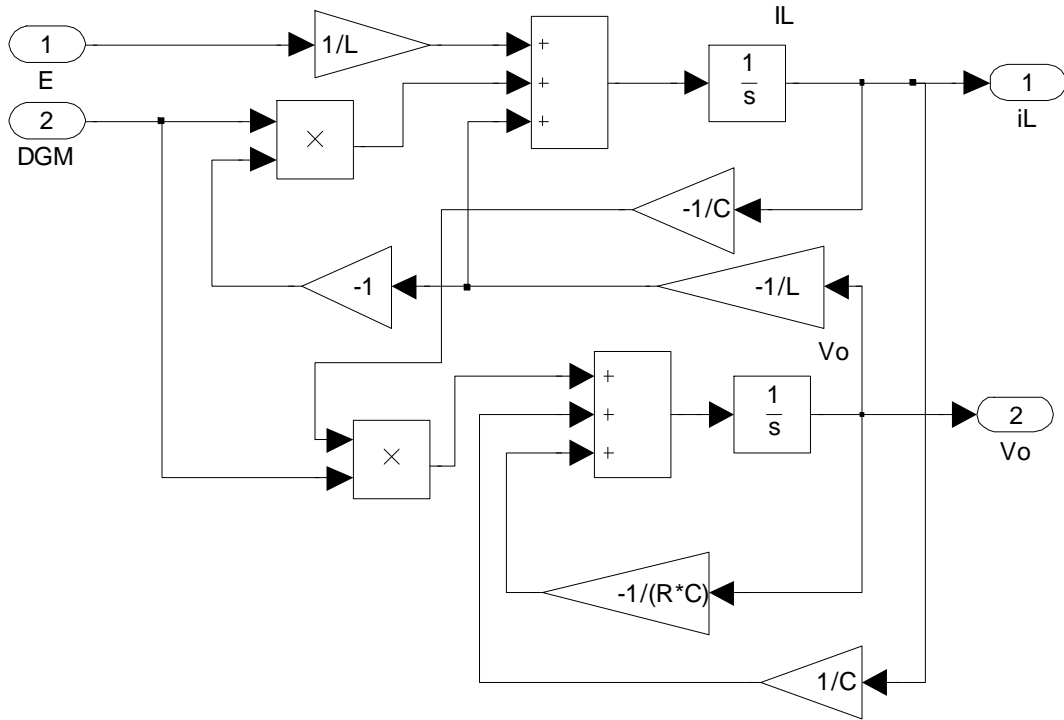 IL
1
E
1/L
+
+
+
1
s
1
iL
2
DGM
×
-1/C
-1
-1/L
Vo
+
+
+
1
s
2
Vo
×
-1/(R*C)
1/C